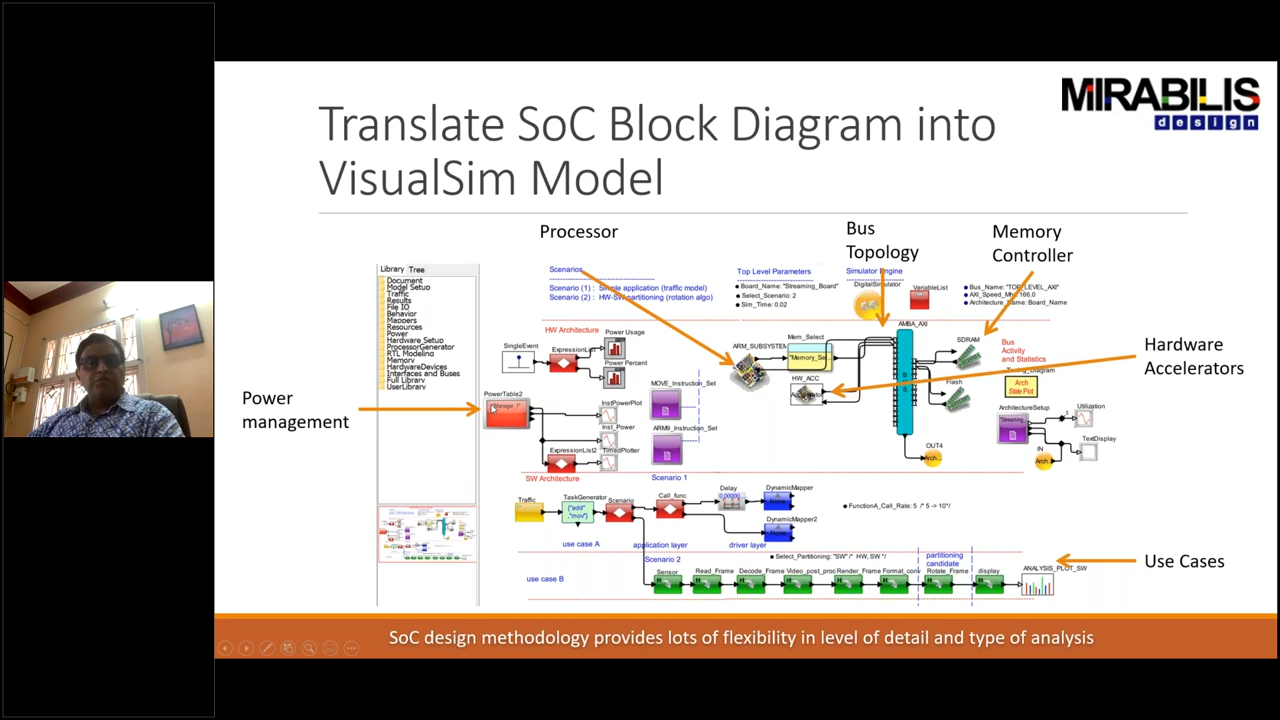 MIRABILIS
design
Translate SoC Block Diagram into
VisualSim Model
Processor
Bus
Topology
Memory
Controller
Hardware
Accelerators
Power
management
Use Cases
Library Tree
Document
Model Setup
Traffic
Results
File IO
Behavior
Mappers
Resources
Power
Hardware Setup
ProcessorGenerator
RTL Modeling
Memory
HardwareDevices
Interfaces and Buses
Full Library
UserLibrary
Scenarios
Scenario (1) : Simple application (traffic model)
Scenario (2) : HW-SW partitioning (rotation algo)
Top Level Parameters
Board_Name: "Streaming_Board"
Select_Scenario: 2
Sim_Time: 0.02
Simulator Engine
DigitalSimulator
VariableList
Bus_Name: "TOP_LEVEL_AXI"
AXI_Speed_Mhz: 166.0
Architecture_Name: Board_Name
HW Architecture
SingleEvent
Power Usage
Power Percent
PowerTable2
"Manager_1"
InstPowerPlot
Inst_Power
TimedPlotter
ExpressionList2
MOVE_Instruction_Set
ARM9_Instruction_Set
ARM_SUBSYSTEM
Mem_Select
HW_ACC
AMBA_AXI
SDRAM
Flash
OUT4
Arch...
Bus
Activity
and Statistics
Arch
State Plot
ArchitectureSetup
Utilization
TextDisplay
IN
SW Architecture
Scenario 1
Traffic
TaskGenerator
{"add"
,"mov"}
Scenario
Call_func
Delay
DynamicMapper
DynamicMapper2
FunctionA_Call_Rate: 5 /* 5 -> 10*/
use case A
application layer
driver layer
Scenario 2
Select_Partitioning: "SW" /* HW, SW */
partitioning
candidate
use case B
Sensor
Read_Frame
Decode_Frame
Video_post_proc
Render_Frame
Format_conv
Rotate_Frame
display
ANALYSIS_PLOT_SW
SoC design methodology provides lots of flexibility in level of detail and type of analysis